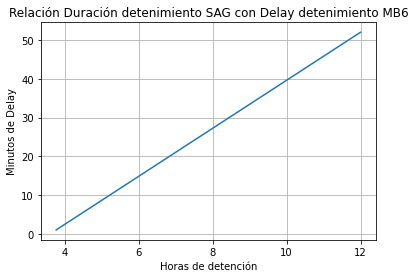 Relación Duración detenimiento SAG con Delay detenimiento MB6
50
40
30
20
10
0
Minutos de Delay
4 6 8 10 12
Horas de detención